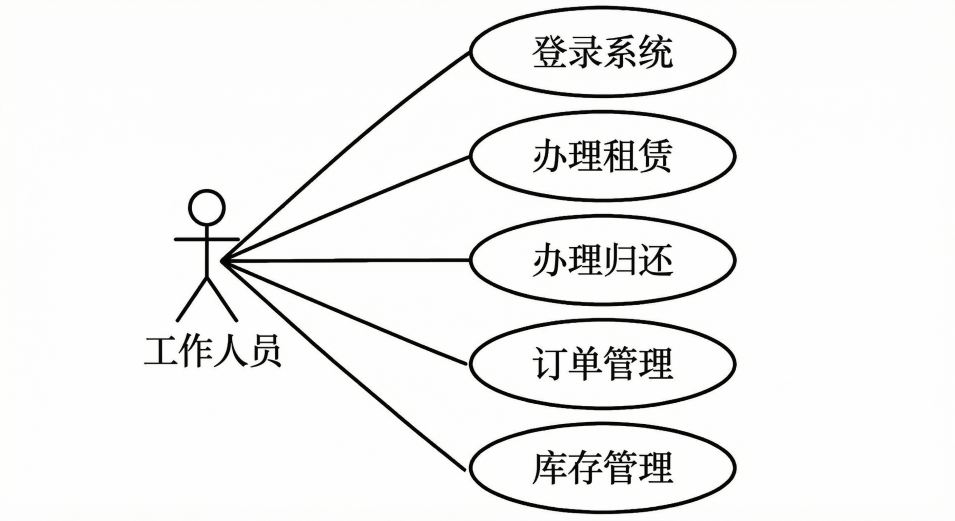 登录系统
办理租赁
办理归还
工作人员
订单管理
库存管理